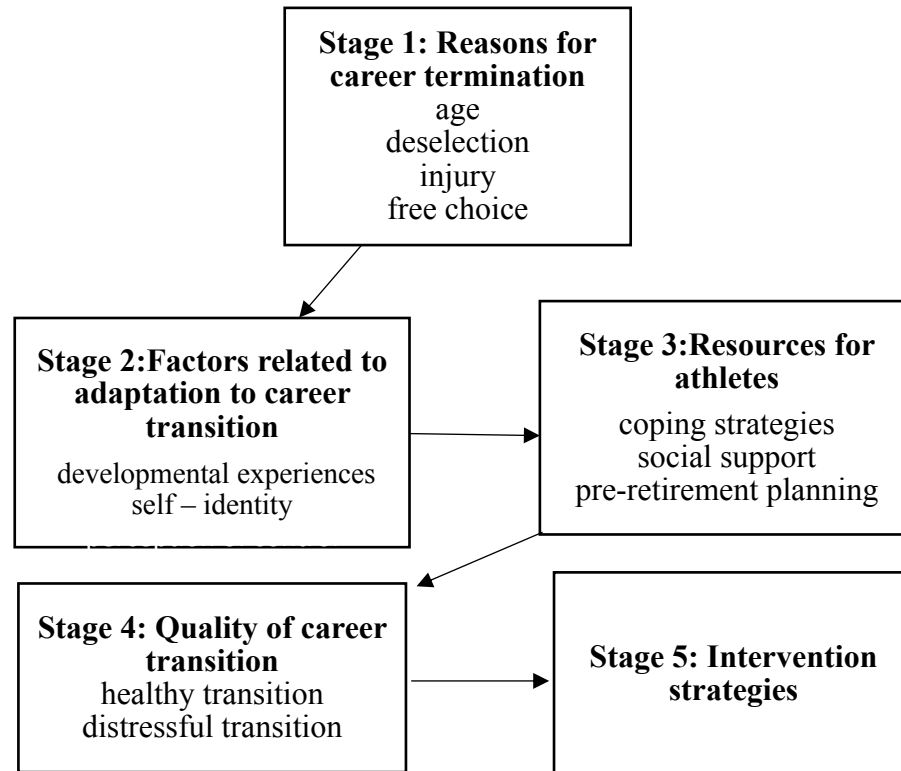 Stage 1: Reasons for
career termination
age
deselection
injury
free choice
Stage 2:Factors related to
adaptation to career
transition
developmental experiences
self – identity
Stage 3:Resources for
athletes
coping strategies
social support
pre-retirement planning
Stage 4: Quality of career
transition
healthy transition
distressful transition
Stage 5: Intervention
strategies